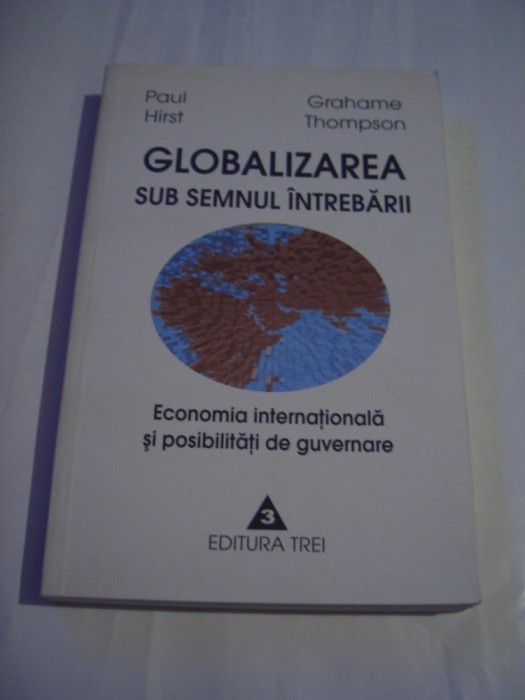 Paul
Hirst
Grahame
Thompson
GLOBALIZAREA
SUB SEMNUL ÎNTREBĂRII
Economia internațională
și posibilități de guvernare
3
EDITURA TREI